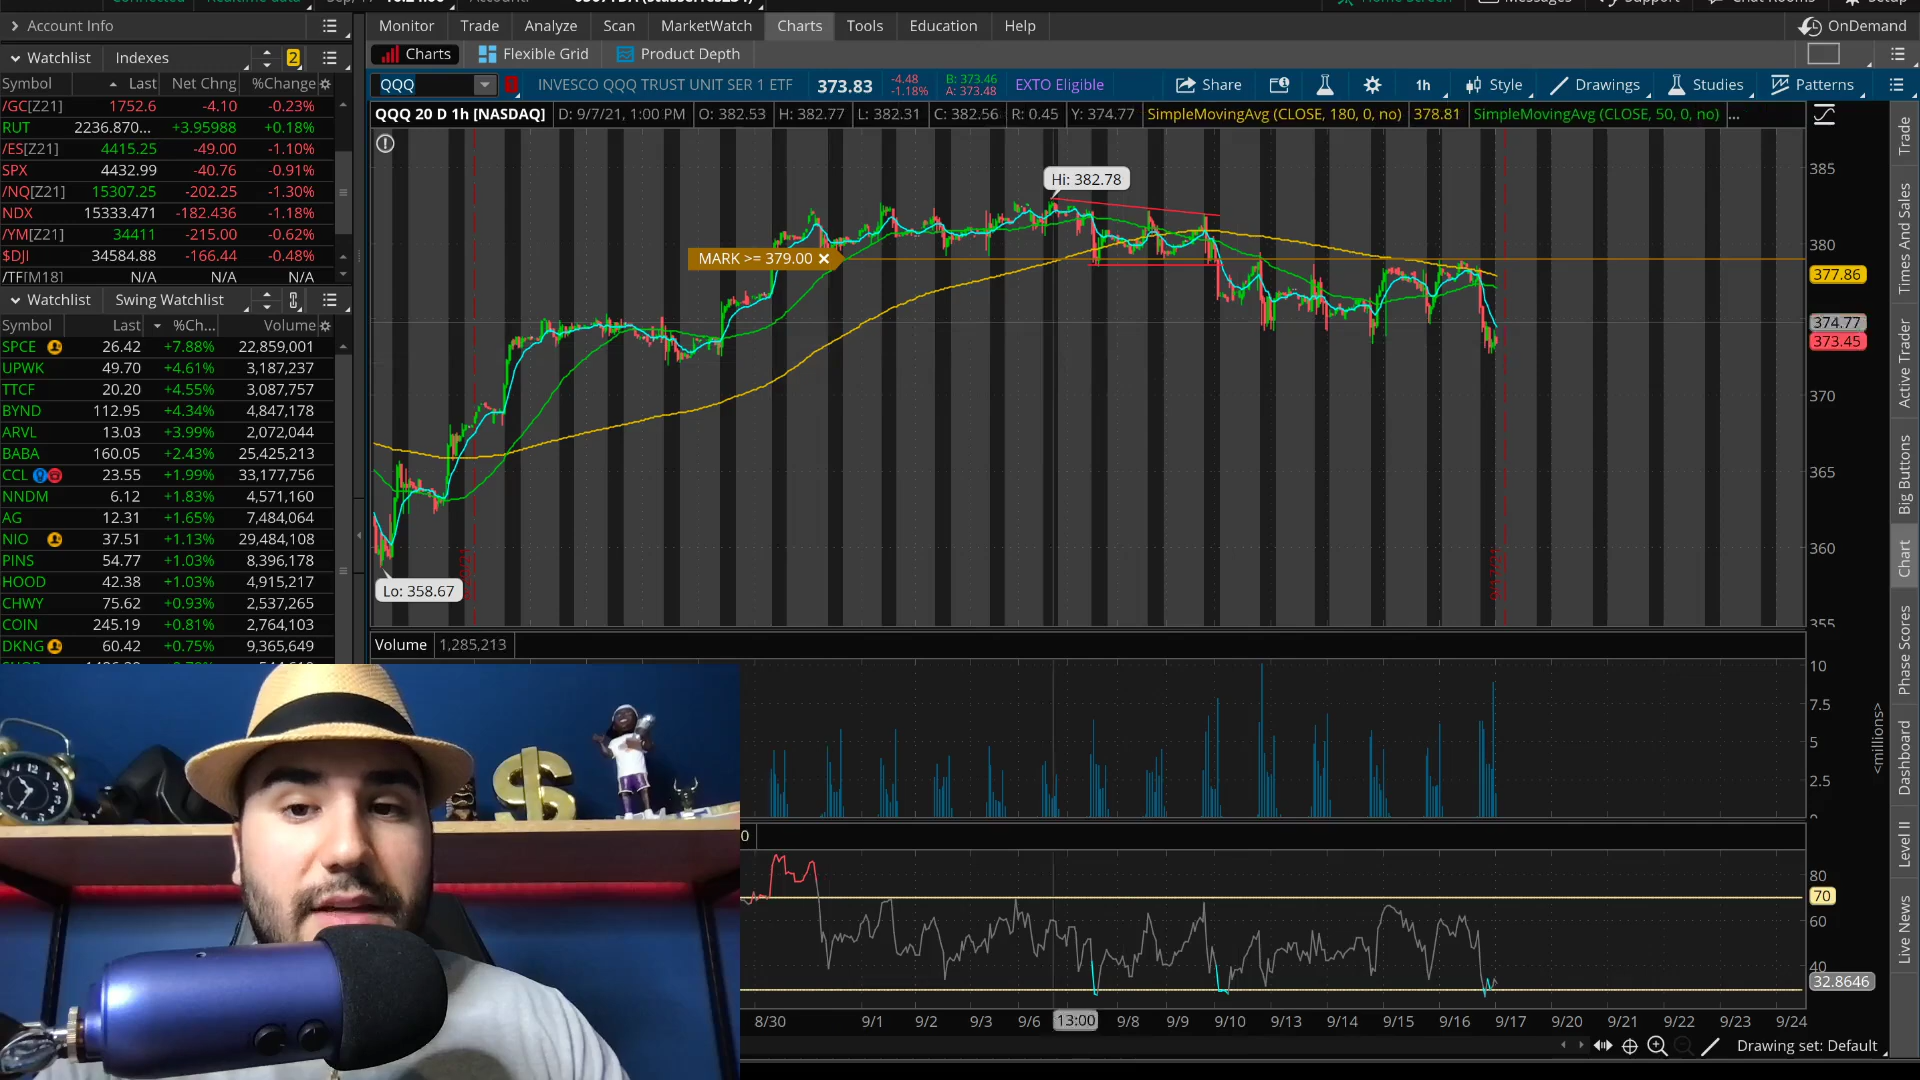 Account Info
Monitor Trade Analyze Scan MarketWatch Charts Tools Education Help
OnDemand
Watchlist Indexes 2
Charts Flexible Grid Product Depth
Symbol Last Net Chng %Change
/GC[Z21] 1752.6 -4.10 -0.23%
RUT 2236.870... +3.95988 +0.18%
/ES[Z21] 4415.25 -49.00 -1.10%
SPX 4432.99 -40.76 -0.91%
/NQ[Z21] 15307.25 -202.25 -1.30%
NDX 15333.471 -182.436 -1.18%
/YM[Z21] 34411 -215.00 -0.62%
$DJI 34584.88 -166.44 -0.48%
/TF[M18] N/A N/A N/A
Watchlist Swing Watchlist
Symbol Last %Ch... Volume
SPCE 26.42 +7.88% 22,859,001
UPWK 49.70 +4.61% 3,187,237
TTCF 20.20 +4.55% 3,087,757
BYND 112.95 +4.34% 4,847,178
ARVL 13.03 +3.99% 2,072,044
BABA 160.05 +2.43% 25,425,213
CCL 23.55 +1.99% 33,177,756
NNDM 6.12 +1.83% 4,571,160
AG 12.31 +1.65% 7,484,064
NIO 37.51 +1.13% 29,484,108
PINS 54.77 +1.03% 8,396,178
HOOD 42.38 +1.03% 4,915,217
CHWY 75.62 +0.93% 2,537,265
COIN 245.19 +0.81% 2,764,103
DKNG 60.42 +0.75% 9,365,649
QQQ INVESCO QQQ TRUST UNIT SER 1 ETF 373.83 -4.48 -1.18% B: 373.46 A: 373.48 EXTO Eligible Share 1h Style Drawings Studies Patterns
QQQ 20 D 1h [NASDAQ] D: 9/7/21, 1:00 PM O: 382.53 H: 382.77 L: 382.31 C: 382.56 R: 0.45 Y: 374.77 SimpleMovingAvg (CLOSE, 180, 0, no) 378.81 SimpleMovingAvg (CLOSE, 50, 0, no) ...
Hi: 382.78
MARK >= 379.00
Lo: 358.67
385
380
377.86
374.77
373.45
370
365
360
355
Volume 1,285,213
10
7.5
5
2.5
0
<millions>
0
80
70
60
40
32.8646
8/30 9/1 9/2 9/3 9/6 13:00 9/8 9/9 9/10 9/13 9/14 9/15 9/16 9/17 9/20 9/21 9/22 9/23 9/24
Drawing set: Default
Trade
Times And Sales
Active Trader
Big Buttons
Chart
Phase Scores
Dashboard
Level II
Live News